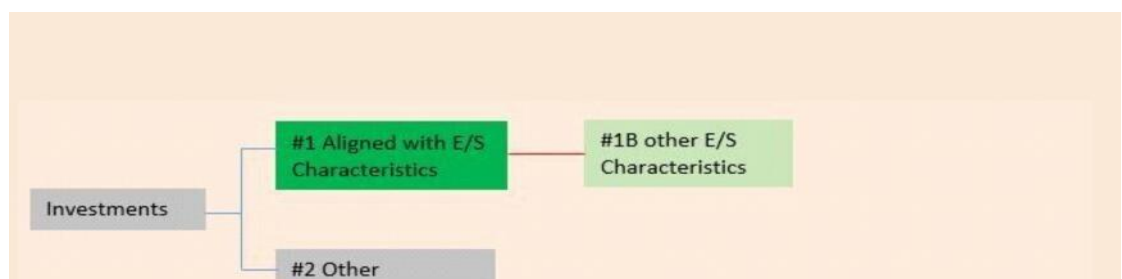 #1 Aligned with E/S
Characteristics
#1B other E/S
Characteristics
Investments
#2 Other